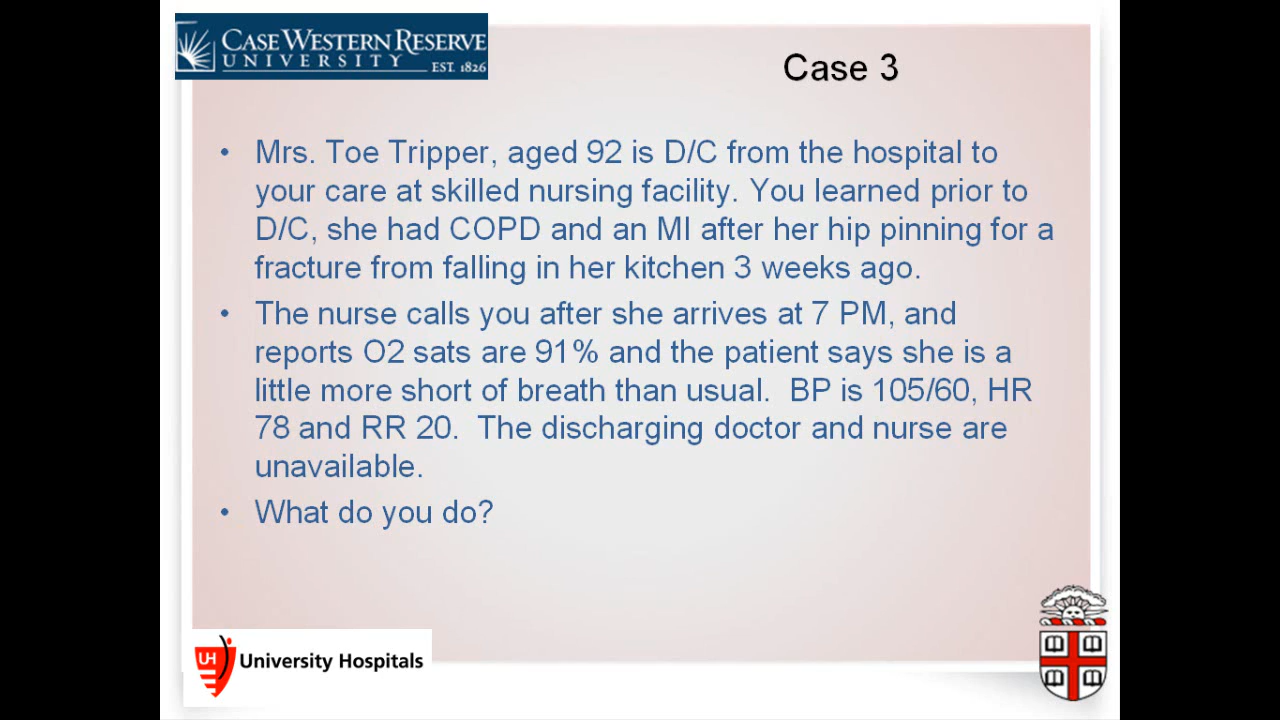 CASE WESTERN RESERVE
UNIVERSITY
EST. 1826
Case 3
• Mrs. Toe Tripper, aged 92 is D/C from the hospital to
your care at skilled nursing facility. You learned prior to
D/C, she had COPD and an MI after her hip pinning for a
fracture from falling in her kitchen 3 weeks ago.
• The nurse calls you after she arrives at 7 PM, and
reports O2 sats are 91% and the patient says she is a
little more short of breath than usual.  BP is 105/60, HR
78 and RR 20.  The discharging doctor and nurse are
unavailable.
• What do you do?
UH
University Hospitals